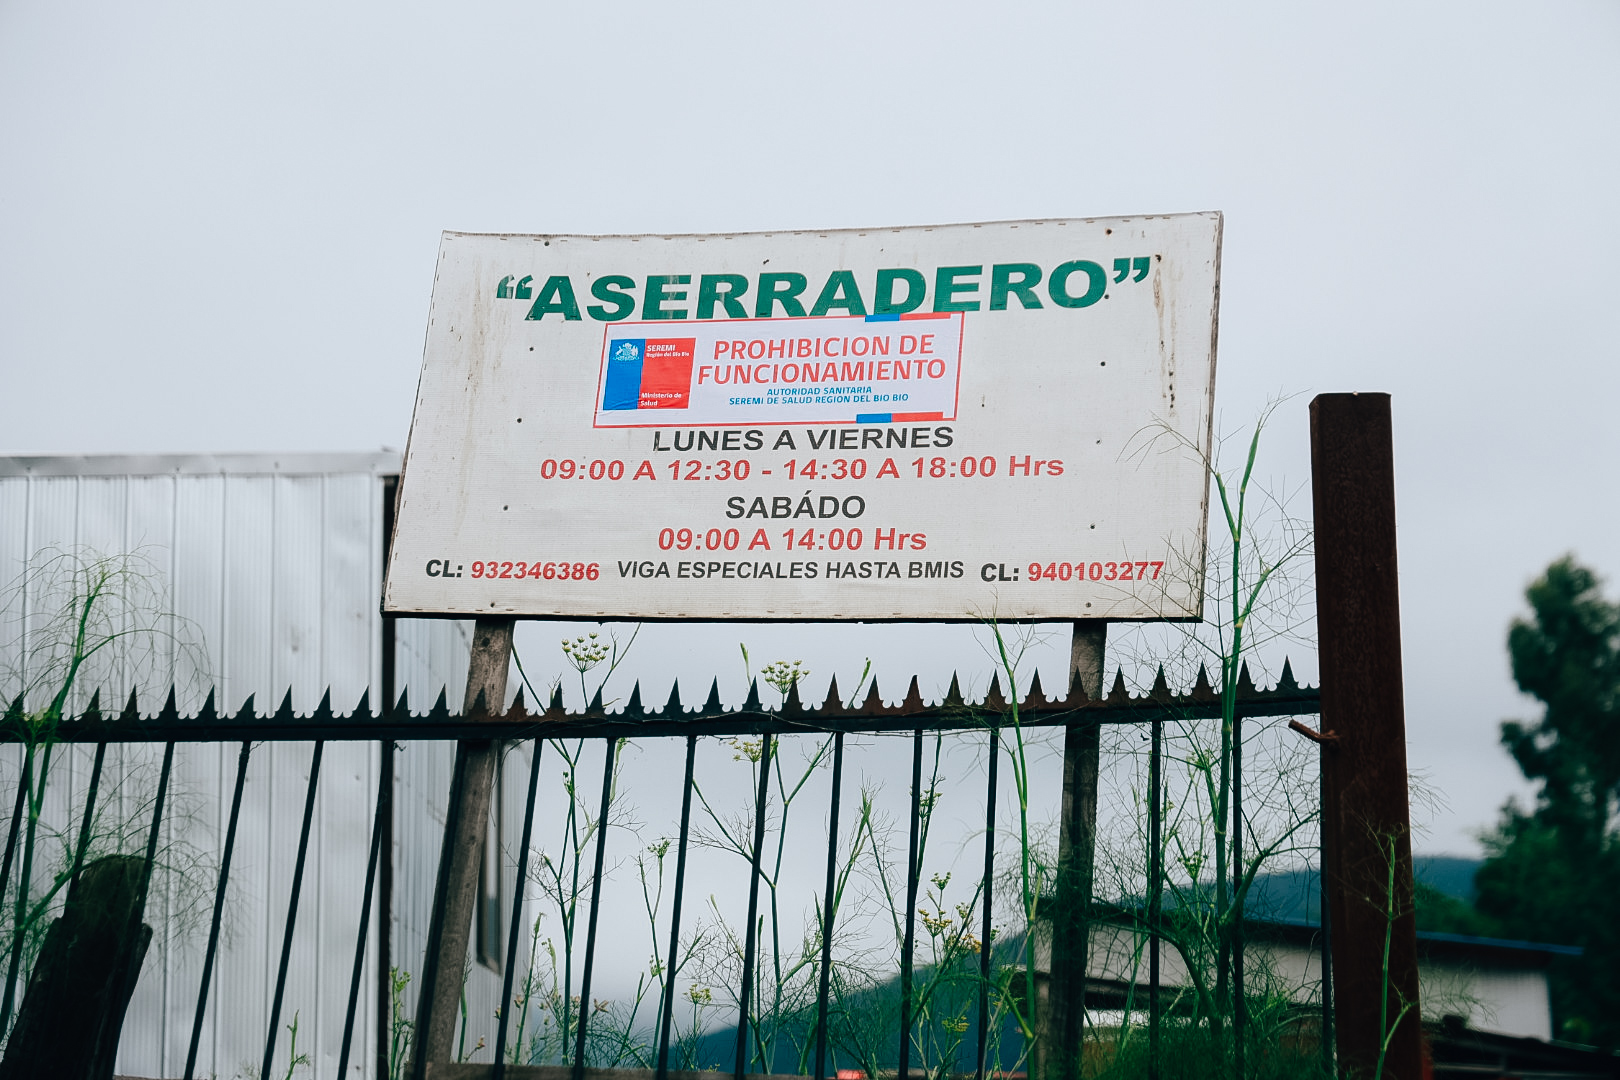 “ASERRADERO”
SEREMI
Región del Bío Bío
Ministerio de
Salud
PROHIBICION DE
FUNCIONAMIENTO
AUTORIDAD SANITARIA
SEREMI DE SALUD REGION DEL BIO BIO
LUNES A VIERNES
09:00 A 12:30 - 14:30 A 18:00 Hrs
SABÁDO
09:00 A 14:00 Hrs
CL: 932346386 VIGA ESPECIALES HASTA 8MIS CL: 940103277